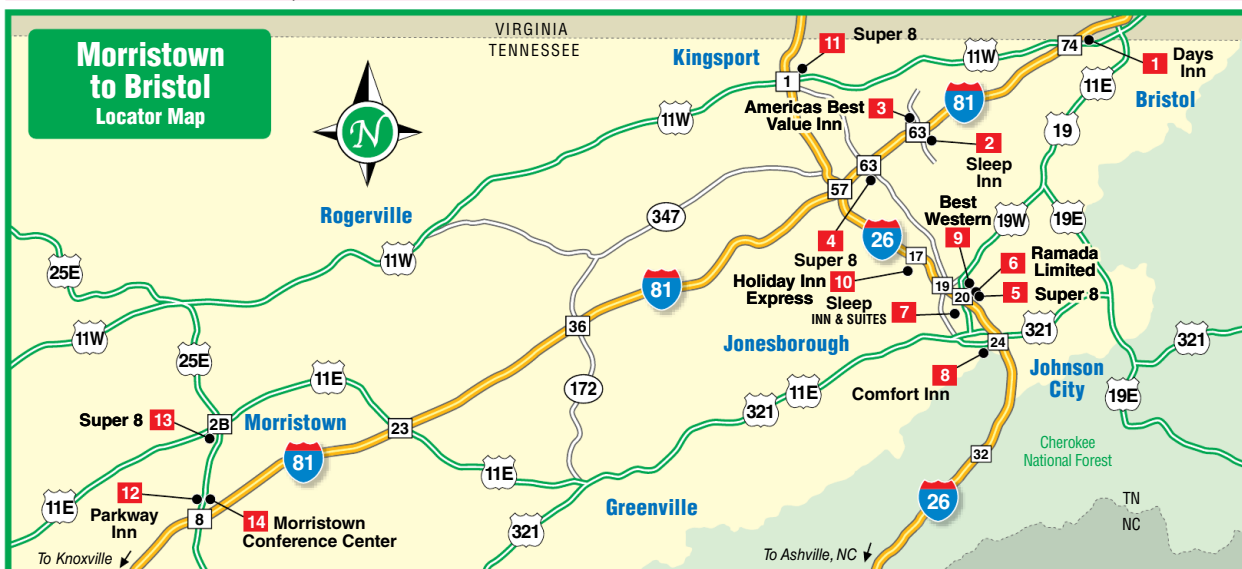 Morristown
to Bristol
Locator Map
N
VIRGINIA
TENNESSEE
Kingsport
11 Super 8
1
11W
74
1 Days
Inn
11E
Bristol
81
Americas Best
Value Inn
3
63
2
Sleep
Inn
19
11W
63
57
347
Rogerville
11W
Best
Western
9
19W
19E
26
4
Super 8
17
6 Ramada
Limited
Holiday Inn
Express
10
19
20
5 Super 8
Sleep
INN & SUITES
7
25E
81
11W
36
Jonesborough
321
24
321
8
Comfort Inn
Johnson
City
25E
11E
172
11E
321
19E
Super 8 13
2B
Morristown
23
81
11E
32
Cherokee
National Forest
11E
12
Parkway
Inn
8
14 Morristown
Conference Center
Greenville
321
26
TN
NC
To Knoxville
To Ashville, NC